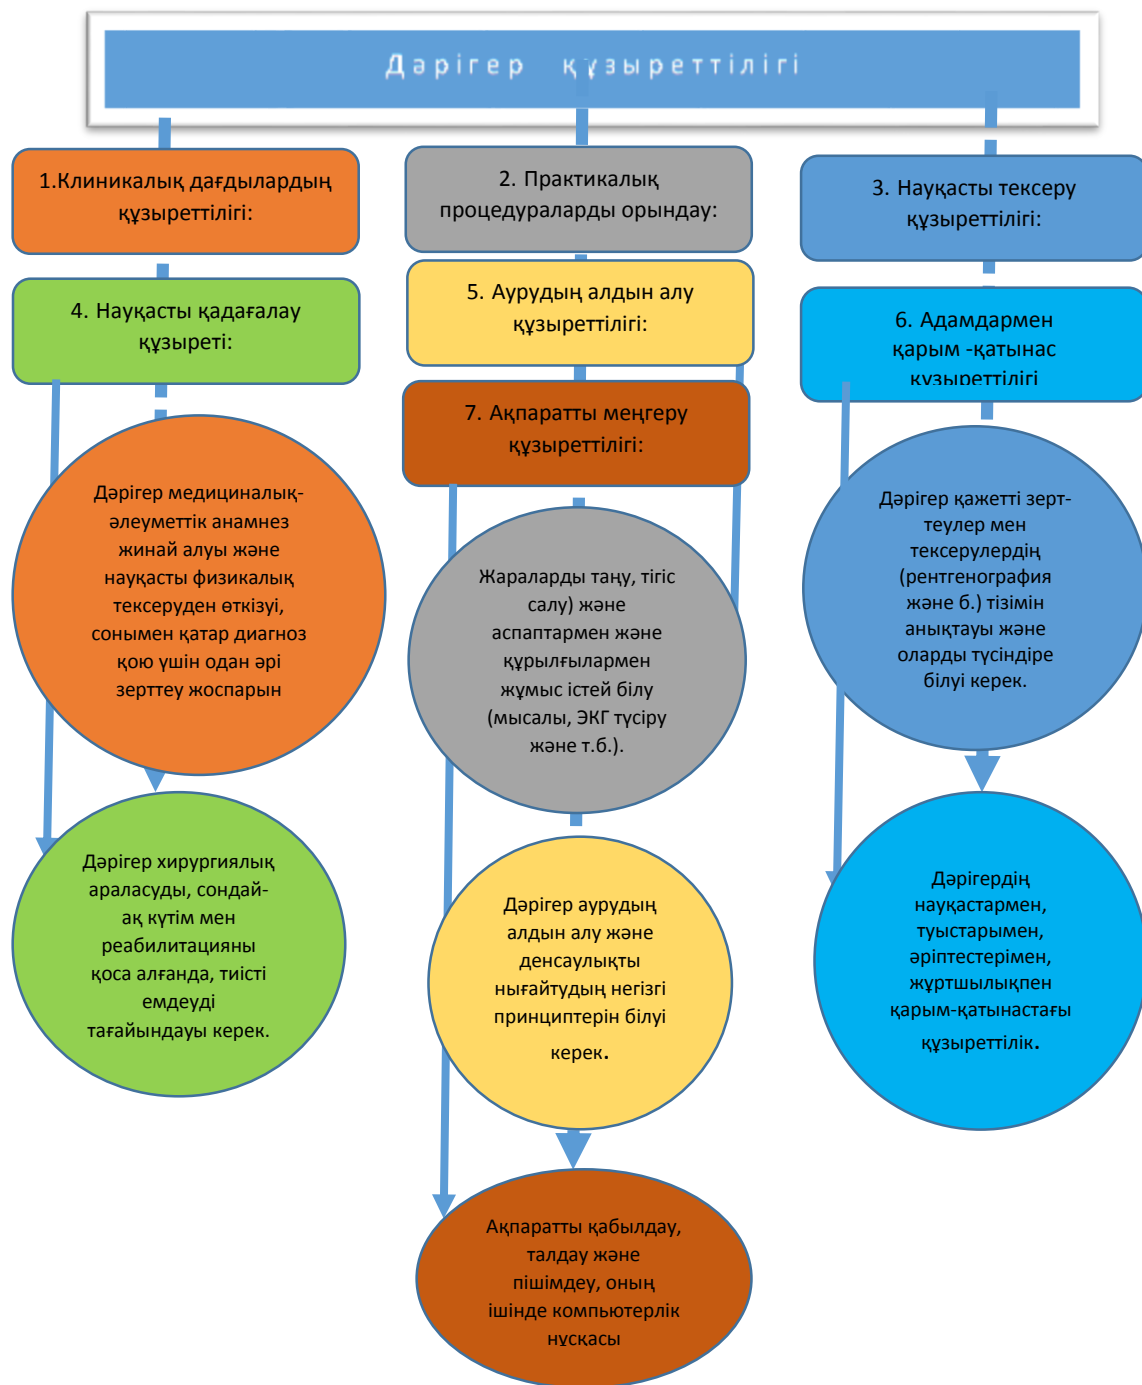 Дәрігер құзыреттілігі
1.Клиникалық дағдылардың
құзыреттілігі:
2. Практикалық
процедураларды орындау:
3. Науқасты тексеру
құзыреттілігі:
4. Науқасты қадағалау
құзыреті:
5. Аурудың алдын алу
құзыреттілігі:
6. Адамдармен
қарым -қатынас
құзыреттілігі
7. Ақпаратты меңгеру
құзыреттілігі:
Дәрігер медициналық-
әлеуметтік анамнез
жинай алуы және
науқасты физикалық
тексеруден өткізуі,
сонымен қатар диагноз
қою үшін одан әрі
зерттеу жоспарын
Жараларды таңу, тігіс
салу) және
аспаптармен және
құрылғылармен
жұмыс істей білу
(мысалы, ЭКГ түсіру
және т.б.).
Дәрігер қажетті зерт-
теулер мен
тексерулердің
(рентгенография
және б.) тізімін
анықтауы және
оларды түсіндіре
білуі керек.
Дәрігер хирургиялық
араласуды, сондай-
ақ күтім мен
реабилитацияны
қоса алғанда, тиісті
емдеуді
тағайындауы керек.
Дәрігер аурудың
алдын алу және
денсаулықты
нығайтудың негізгі
принциптерін білуі
керек.
Дәрігердің
науқастармен,
туыстарымен,
әріптестерімен,
жұртшылықпен
қарым-қатынастағы
құзыреттілік.
Ақпаратты қабылдау,
талдау және
пішімдеу, оның
ішінде компьютерлік
нұсқасы